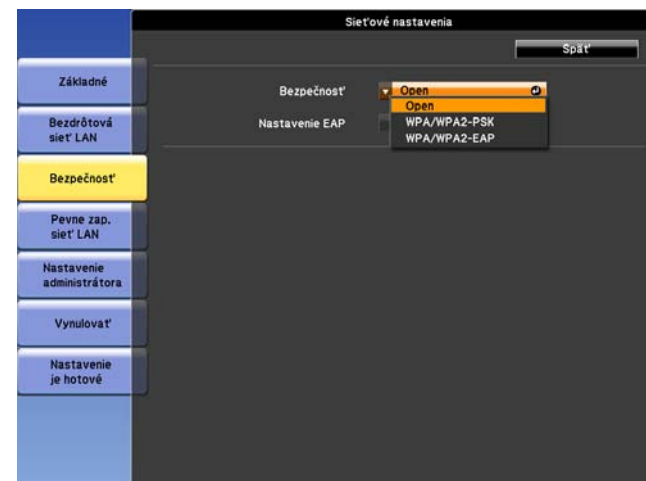 Sieťové nastavenia
Späť
Základné
Bezdrôtová
sieť LAN
Bezpečnosť
Pevne zap.
sieť LAN
Nastavenie
administrátora
Vynulovať
Nastavenie
je hotové
Bezpečnosť
Open
Open
WPA/WPA2-PSK
WPA/WPA2-EAP
Nastavenie EAP